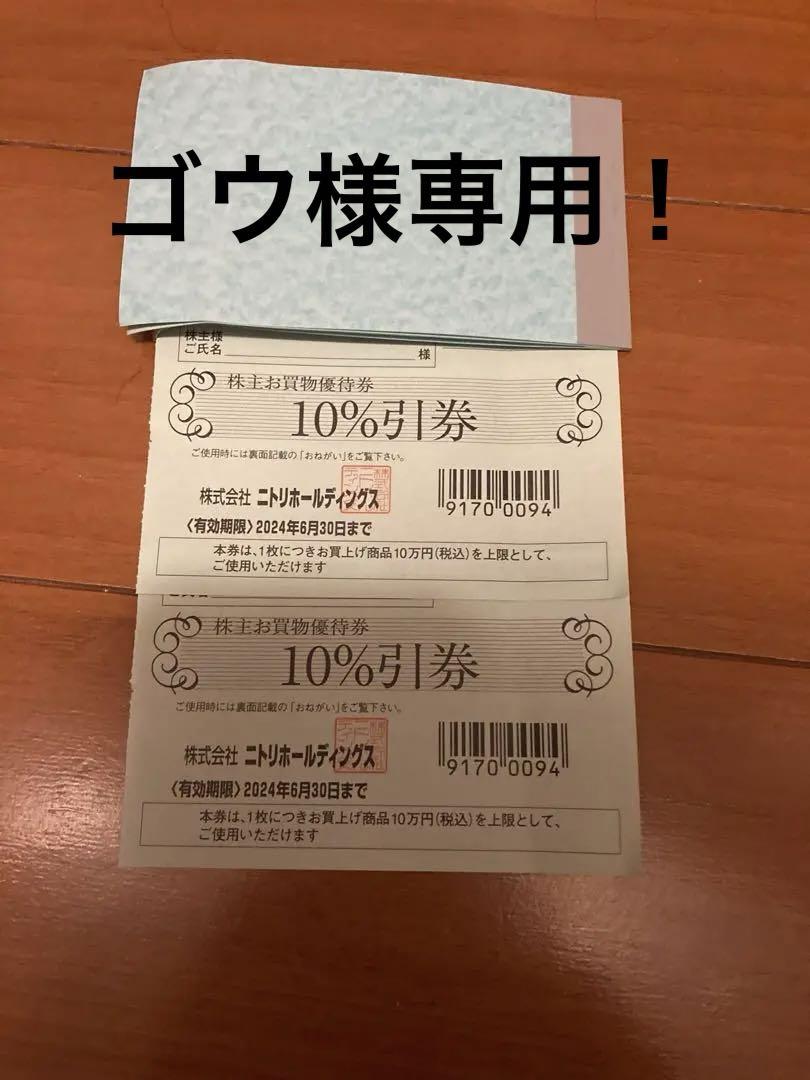 ゴウ様専用！
株主様
ご氏名
様
株主お買物優待券
10%引券
ご使用時には裏面記載の「おねがい」をご覧下さい。
株式会社 ニトリホールディングス
9170 0094
〈有効期限〉2024年6月30日まで
本券は、1枚につきお買上げ商品10万円(税込)を上限として、
ご使用いただけます
株主お買物優待券
10%引券
ご使用時には裏面記載の「おねがい」をご覧下さい。
株式会社 ニトリホールディングス
9170 0094
〈有効期限〉2024年6月30日まで
本券は、1枚につきお買上げ商品10万円(税込)を上限として、
ご使用いただけます